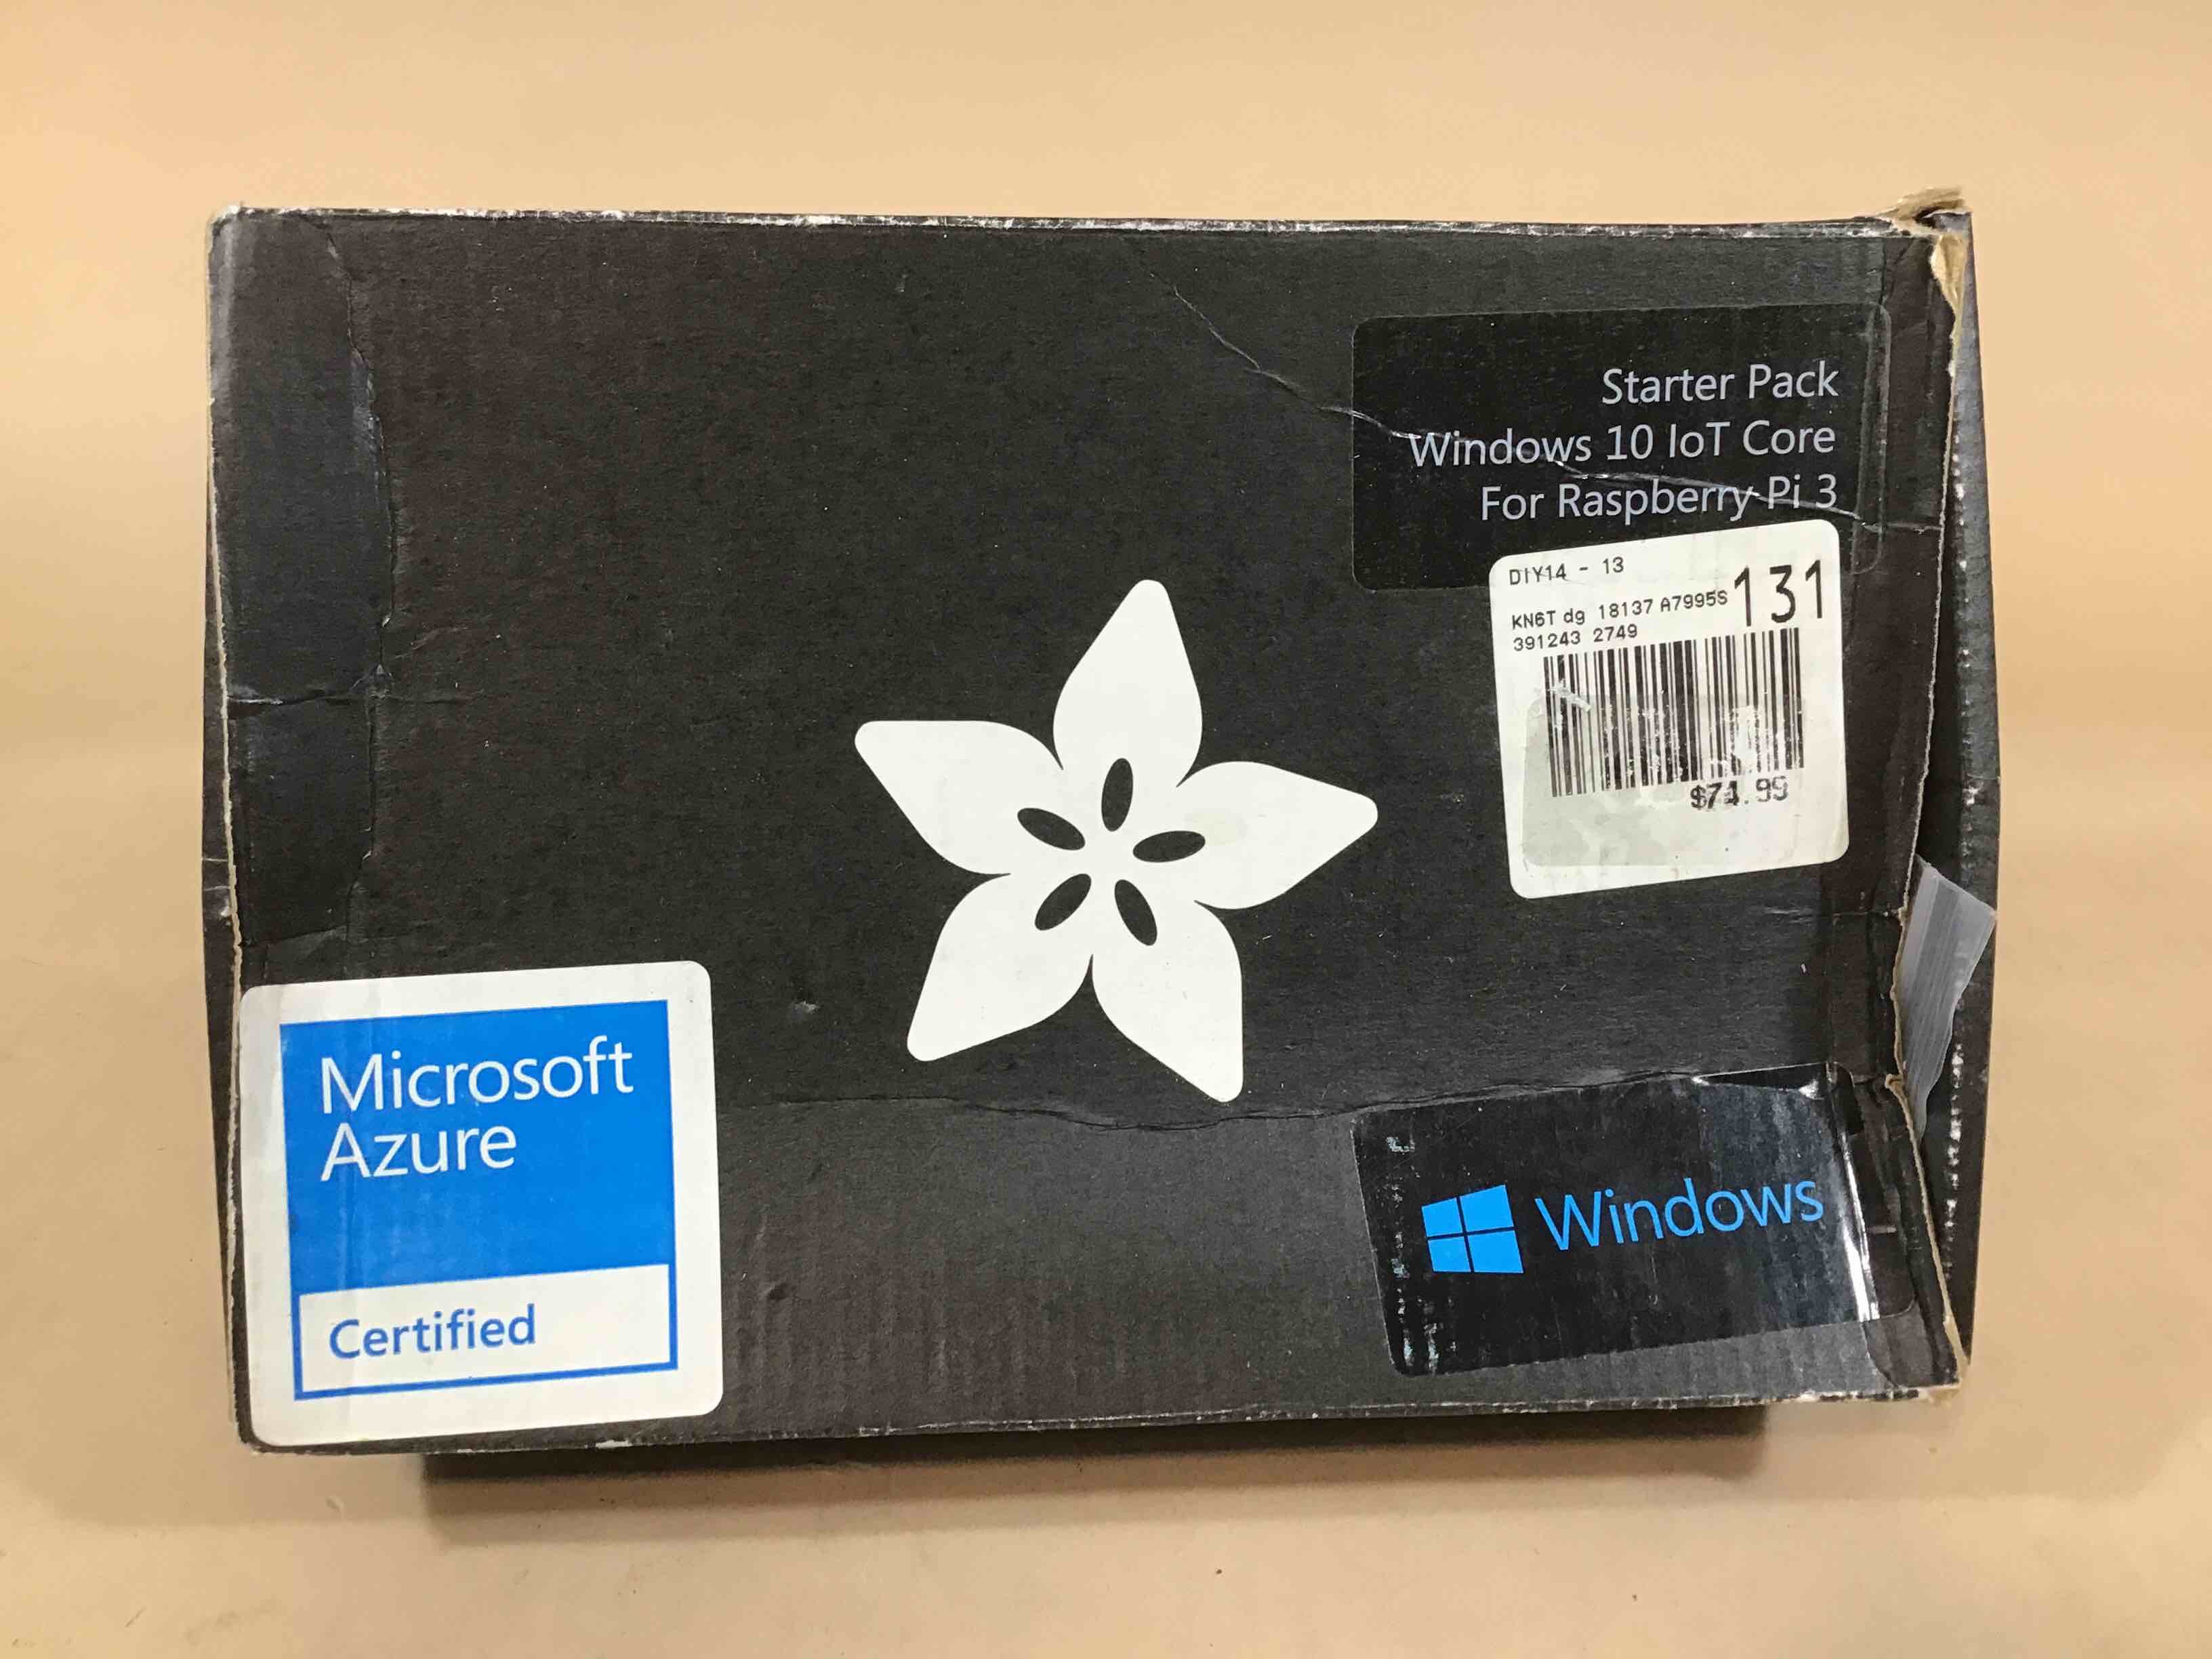 Starter Pack
Windows 10 IoT Core
For Raspberry Pi 3
DIY14 - 13
131
KN6T dg 18137 A7995S
391243 2749
$74.99
Microsoft
Azure
Certified
Windows